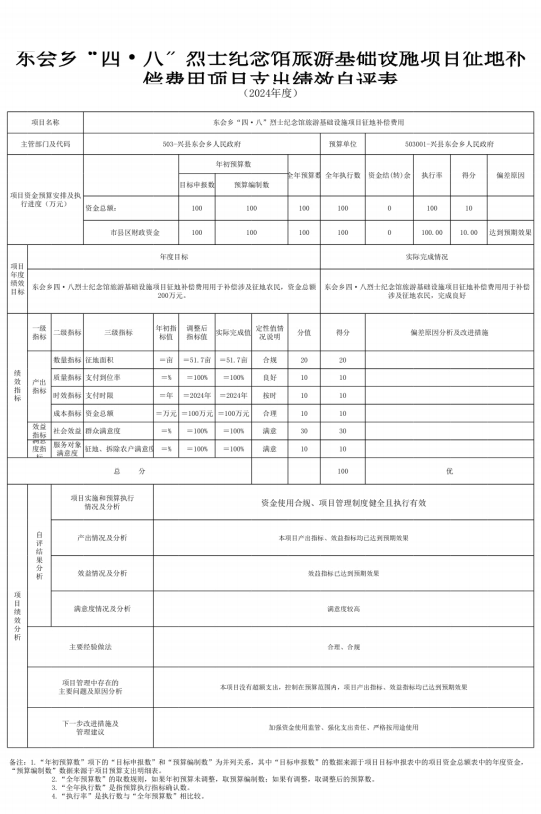 东会乡“四·八”烈士纪念馆旅游基础设施项目征地补
偿费用项目支出绩效自评表
（2024年度）
项目名称 东会乡“四·八”烈士纪念馆旅游基础设施项目征地补偿费用
主管部门及代码 503-兴县东会乡人民政府 预算单位 503001-兴县东会乡人民政府
项目资金预算安排及执行进度（万元） 年初预算数 全年预算数 全年执行数 资金结(转)余 执行率 得分 偏差原因
目标申报数 预算编制数
资金总额： 100 100 100 100 0 100 10
市县区财政资金 100 100 100 100 0 100.00 10.00 达到预期效果
项目年度绩效目标 年度目标 实际完成情况
东会乡四·八烈士纪念馆旅游基础设施项目征地补偿费用用于补偿涉及征地农民，资金总额
200万元。
东会乡四·八烈士纪念馆旅游基础设施项目征地补偿费用用于补偿
涉及征地农民，完成良好
绩效指标 一级指标 二级指标 三级指标 年初指标值 调整后指标值 实际完成值 定性值情况说明 分值 得分 偏差原因分析及改进措施
产出指标 数量指标 征地面积 ＝亩 ＝51.7亩 ＝51.7亩 合规 20 20
质量指标 支付到位率 ＝% ＝100% ＝100% 良好 10 10
时效指标 支付时限 ＝年 ＝2024年 ＝2024年 按时 10 10
成本指标 资金总额 ＝万元 ＝100万元 ＝100万元 合理 10 10
效益指标 社会效益 群众满意度 ＝% ＝100% ＝100% 满意 30 30
满意度指标 服务对象满意度 征地、拆除农户满意度 ＝% ＝100% ＝100% 满意 10 10
总 分 100 优
项目绩效分析 自评结果分析 项目实施和预算执行情况及分析 资金使用合规、项目管理制度健全且执行有效
产出情况及分析 本项目产出指标、效益指标均已达到预期效果
效益情况及分析 效益指标已达到预期效果
满意度情况及分析 满意度较高
主要经验做法 合理、合规
项目管理中存在的主要问题及原因分析 本项目没有超额支出，控制在预算范围内，项目产出指标、效益指标均已达到预期效果
下一步改进措施及管理建议 加强资金使用监管、强化支出责任、严格按用途使用
备注：1.“年初预算数”项下的“目标申报数”和“预算编制数”为并列关系，其中“目标申报数”的数据来源于项目目标申报表中的项目资金总额表中的年度资金，
“预算编制数”数据来源于项目预算支出明细表。
2.“全年预算数”的取数规则，如果年初预算未调整，取预算编制数；如果有调整，取调整后的预算数。
3.“全年执行数”是指预算执行指标确认数。
4.“执行率”是执行数与“全年预算数”相比较。